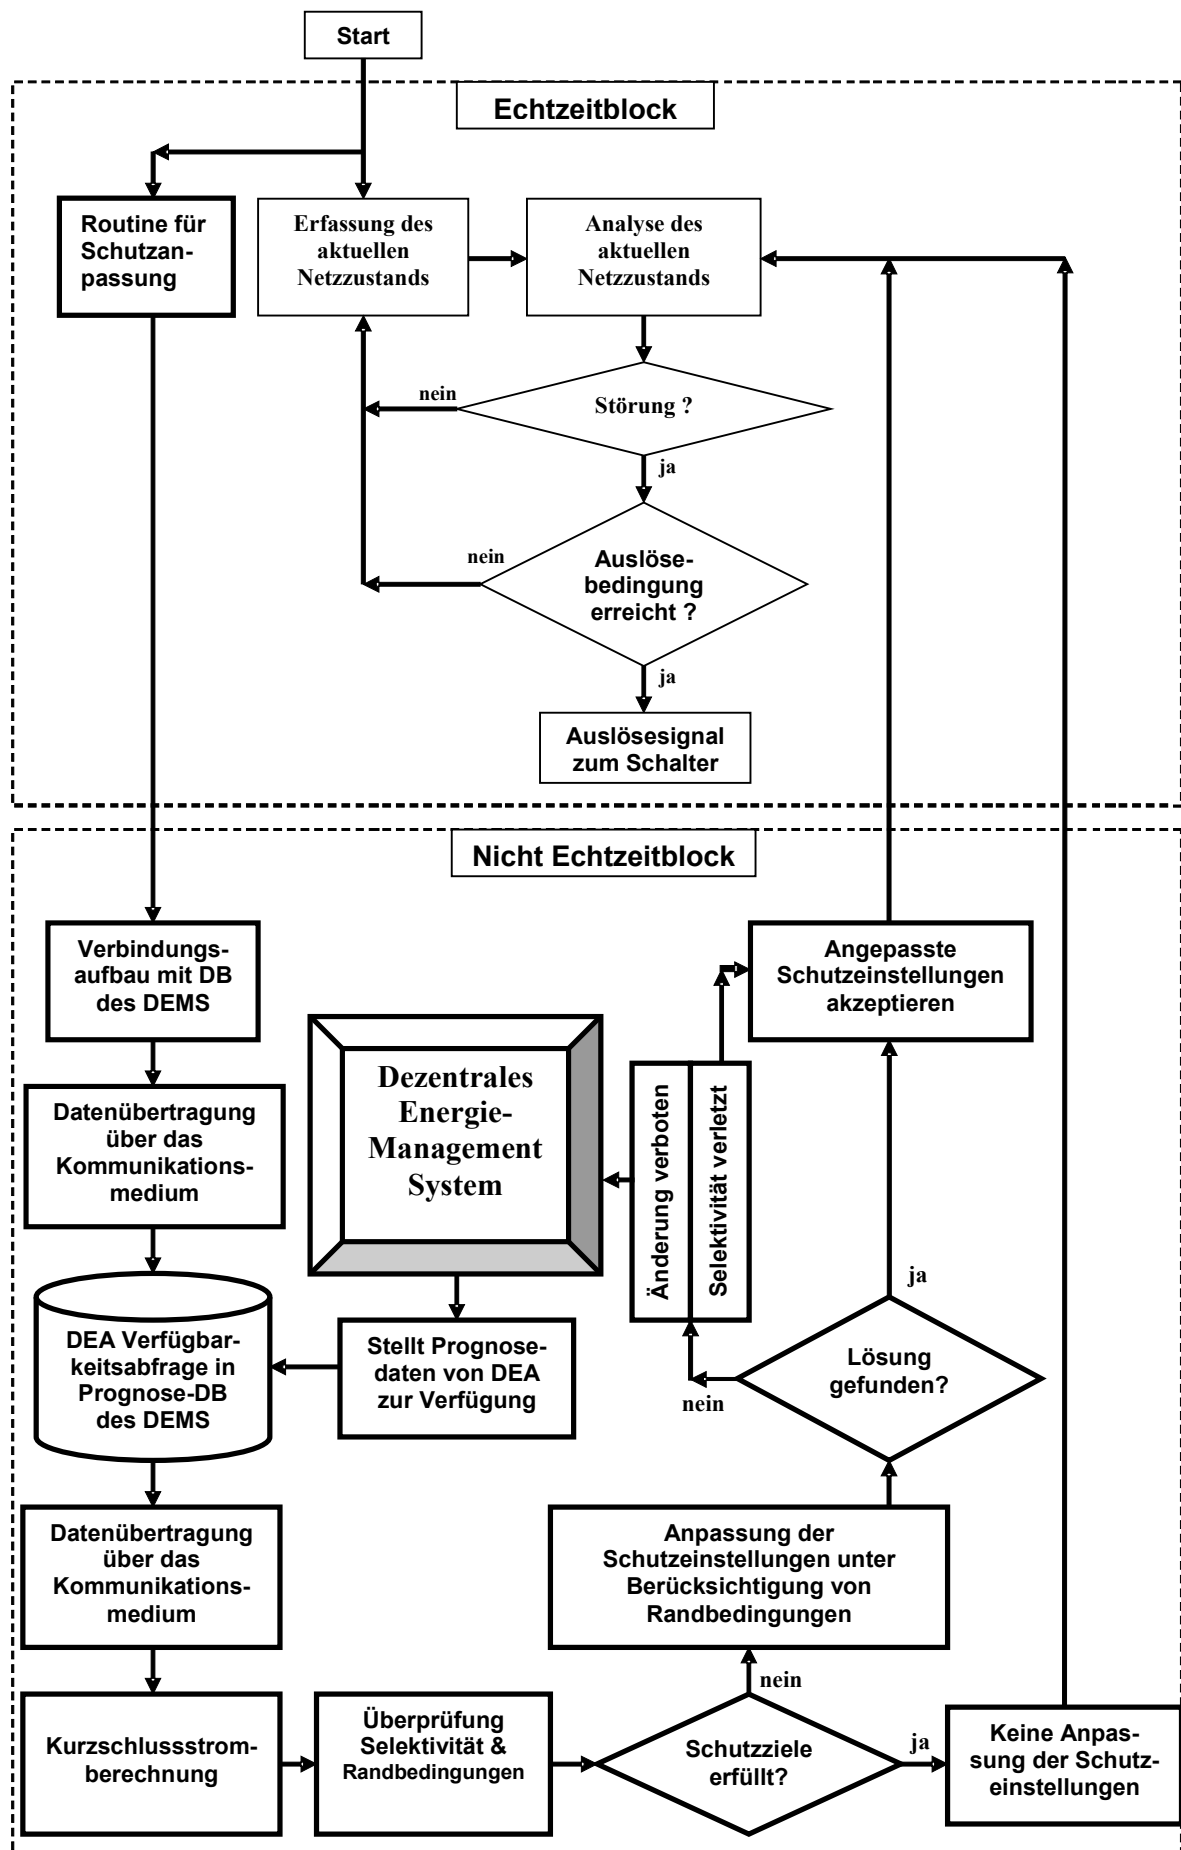 Start
Echtzeitblock
Routine für
Schutzan-
passung
Erfassung des
aktuellen
Netzzustands
Analyse des
aktuellen
Netzzustands
nein
Störung ?
ja
nein
Auslöse-
bedingung
erreicht ?
ja
Auslösesignal
zum Schalter
Nicht Echtzeitblock
Verbindungs-
aufbau mit DB
des DEMS
Angepasste
Schutzeinstellungen
akzeptieren
Dezentrales
Energie-
Management
System
Änderung verboten
Selektivität verletzt
Datenübertragung
über das
Kommunikations-
medium
ja
DEA Verfügbar-
keitsabfrage in
Prognose-DB
des DEMS
Stellt Prognose-
daten von DEA
zur Verfügung
Lösung
gefunden?
nein
Datenübertragung
über das
Kommunikations-
medium
Anpassung der
Schutzeinstellungen unter
Berücksichtigung von
Randbedingungen
nein
Kurzschlussstrom-
berechnung
Überprüfung
Selektivität &
Randbedingungen
Schutzziele
erfüllt?
ja
Keine Anpas-
sung der Schutz-
einstellungen